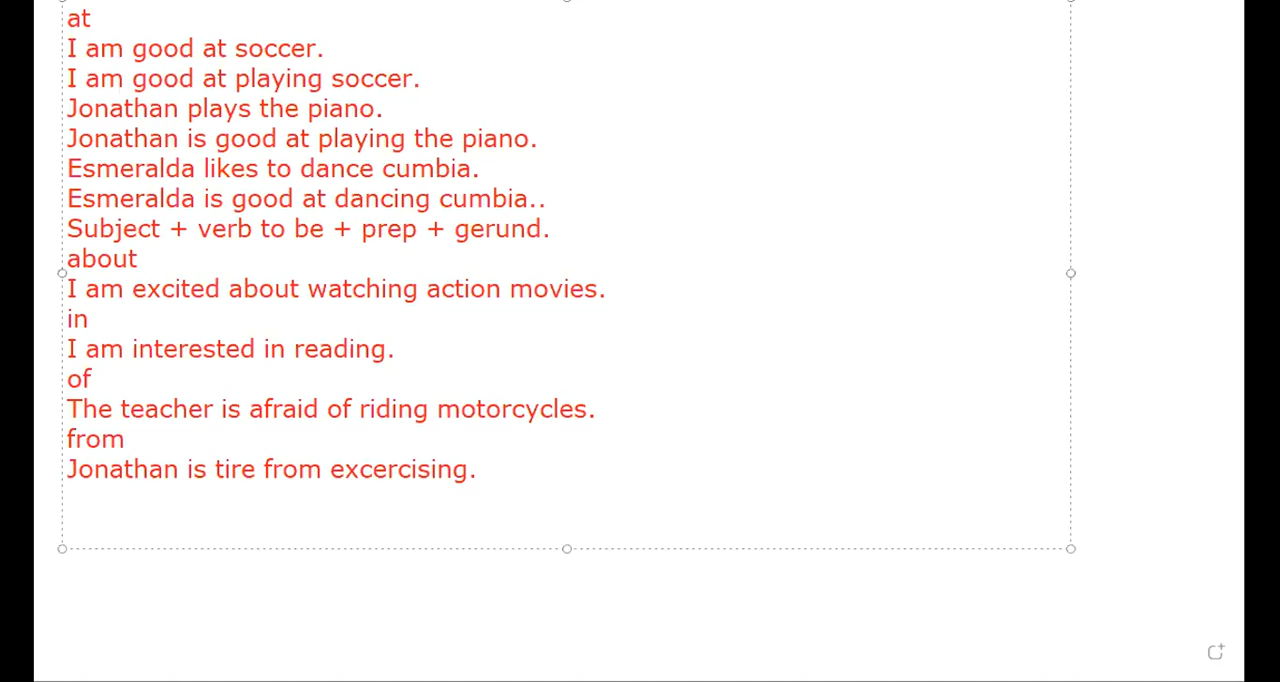 at
I am good at soccer.
I am good at playing soccer.
Jonathan plays the piano.
Jonathan is good at playing the piano.
Esmeralda likes to dance cumbia.
Esmeralda is good at dancing cumbia..
Subject + verb to be + prep + gerund.
about
I am excited about watching action movies.
in
I am interested in reading.
of
The teacher is afraid of riding motorcycles.
from
Jonathan is tire from excercising.